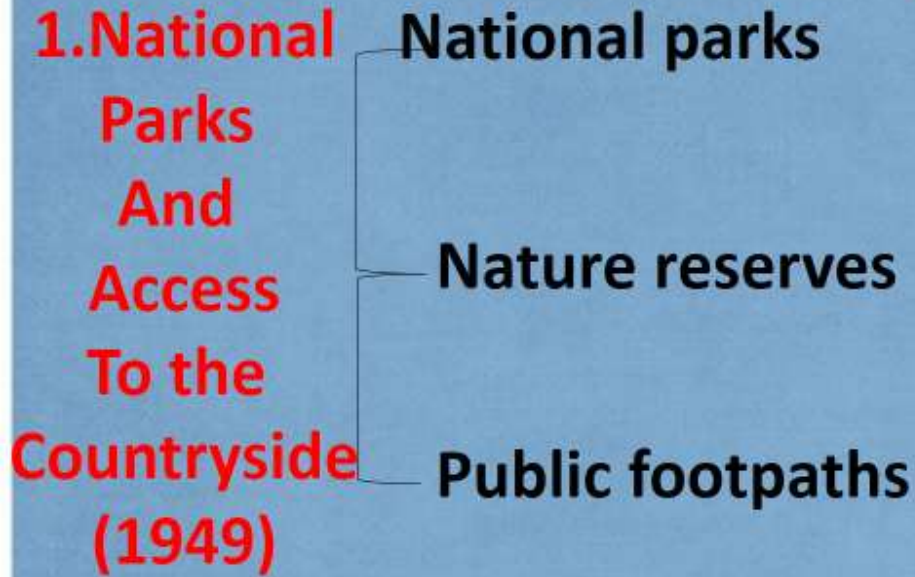 1.National
Parks
And
Access
To the
Countryside
(1949)
National parks
Nature reserves
Public footpaths